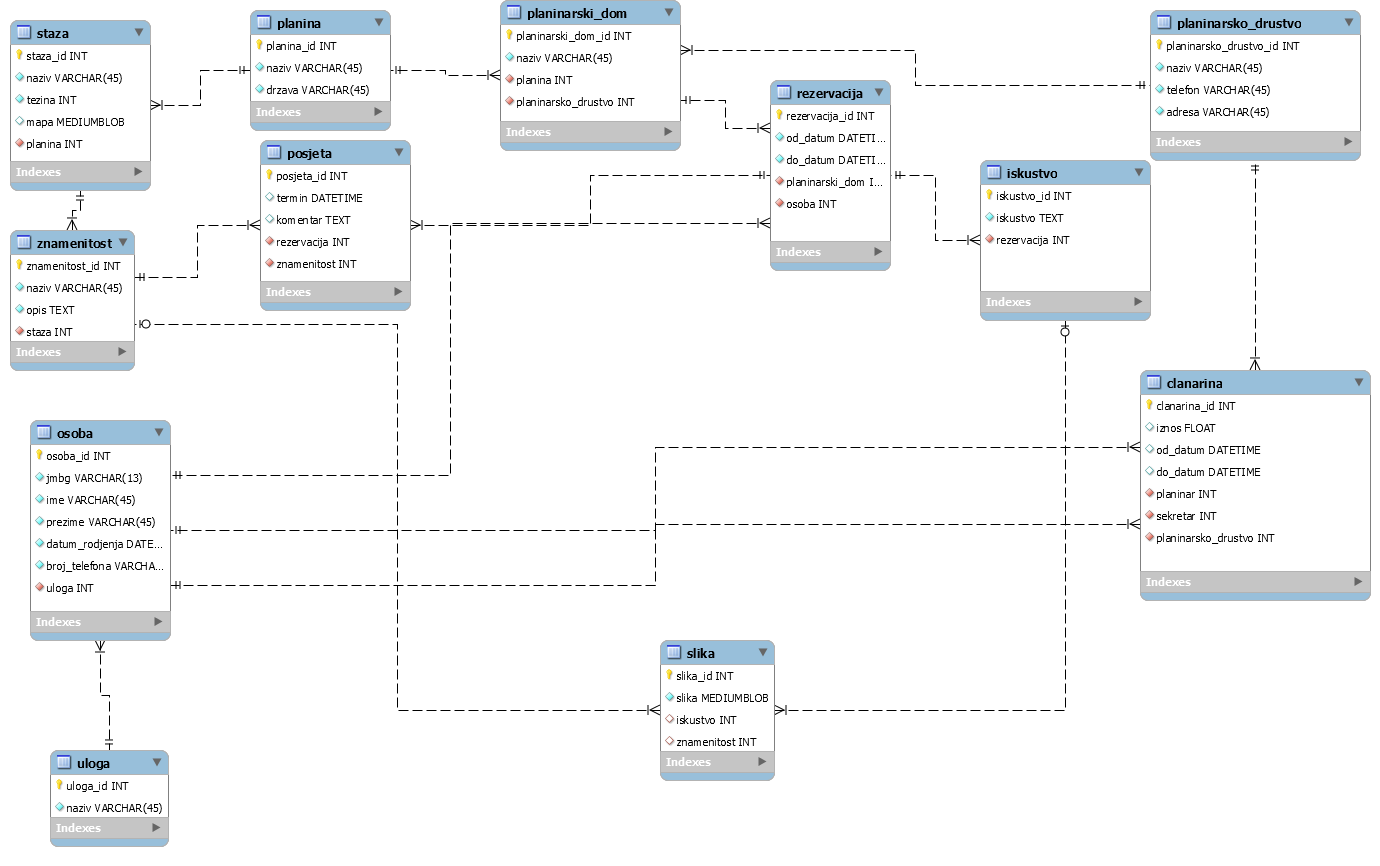 staza
staza_id INT
naziv VARCHAR(45)
tezina INT
mapa MEDIUMBLOB
planina INT
Indexes
planina
planina_id INT
naziv VARCHAR(45)
drzava VARCHAR(45)
Indexes
planinarski_dom
planinarski_dom_id INT
naziv VARCHAR(45)
planina INT
planinarsko_drustvo INT
Indexes
planinarsko_drustvo
planinarsko_drustvo_id INT
naziv VARCHAR(45)
telefon VARCHAR(45)
adresa VARCHAR(45)
Indexes
rezervacija
rezervacija_id INT
od_datum DATETI...
do_datum DATETI...
planinarski_dom I...
osoba INT
Indexes
posjeta
posjeta_id INT
termin DATETIME
komentar TEXT
rezervacija INT
znamenitost INT
Indexes
iskustvo
iskustvo_id INT
iskustvo TEXT
rezervacija INT
Indexes
znamenitost
znamenitost_id INT
naziv VARCHAR(45)
opis TEXT
staza INT
Indexes
clanarina
clanarina_id INT
iznos FLOAT
od_datum DATETIME
do_datum DATETIME
planinar INT
sekretar INT
planinarsko_drustvo INT
Indexes
osoba
osoba_id INT
jmbg VARCHAR(13)
ime VARCHAR(45)
prezime VARCHAR(45)
datum_rodjenja DATE...
broj_telefona VARCHA...
uloga INT
Indexes
slika
slika_id INT
slika MEDIUMBLOB
iskustvo INT
znamenitost INT
Indexes
uloga
uloga_id INT
naziv VARCHAR(45)
Indexes